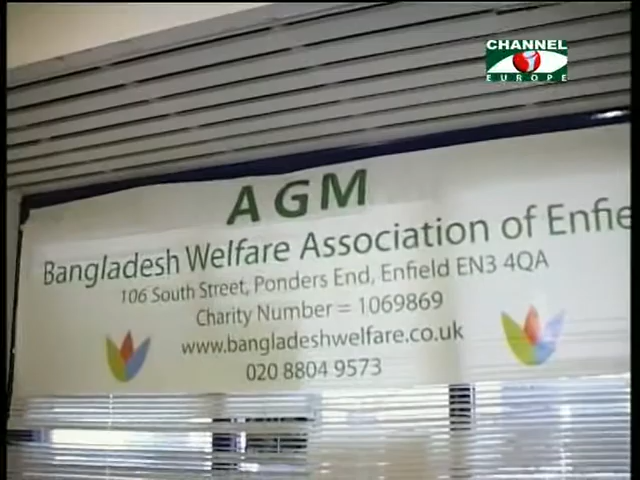 CHANNEL i
EUROPE
AGM
Bangladesh Welfare Association of Enfie
106 South Street, Ponders End, Enfield EN3 4QA
Charity Number = 1069869
www.Bangladeshwelfare.co.uk
020 8804 9573